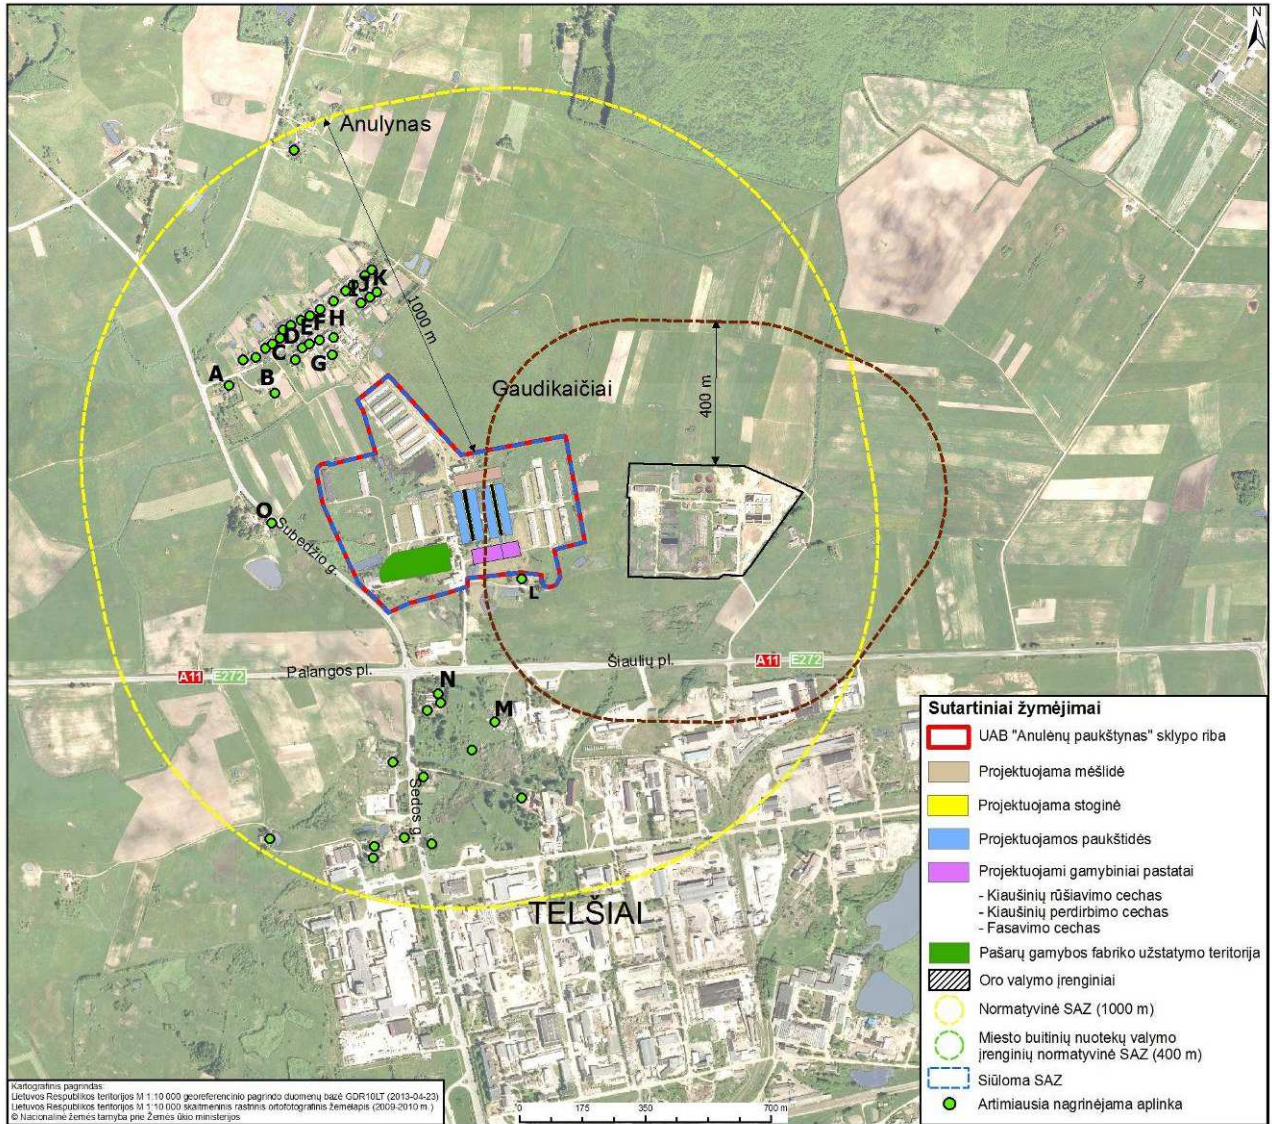 N
Anulynas
1000 m
K
J
I
H
F
E
D
C
G
A
B
Gaudikaičiai
400 m
O
Subedžio g.
L
A11 E272
Palangos pl.
Šiaulių pl.
A11 E272
N
M
Sedos g.
TELŠIAI
Sutartiniai žymėjimai
UAB "Anulėnų paukštynas" sklypo riba
Projektuojama mėšlidė
Projektuojama stoginė
Projektuojamos paukštidės
Projektuojami gamybiniai pastatai
- Kiaušinių rūšiavimo cechas
- Kiaušinių perdirbimo cechas
- Fasavimo cechas
Pašarų gamybos fabriko užstatymo teritorija
Oro valymo įrenginiai
Normatyvinė SAZ (1000 m)
Miesto buitinių nuotekų valymo
įrenginių normatyvinė SAZ (400 m)
Siūloma SAZ
Artimiausia nagrinėjama aplinka
Kartografinis pagrindas:
Lietuvos Respublikos teritorijos M 1:10 000 georeferencinio pagrindo duomenų bazė GDR10LT (2013-04-23)
Lietuvos Respublikos teritorijos M 1:10 000 skaitmeninis rastrinis ortofotografinis žemėlapis (2009-2010 m.)
© Nacionalinė žemės tarnyba prie Žemės ūkio ministerijos
0 175 350 700 m